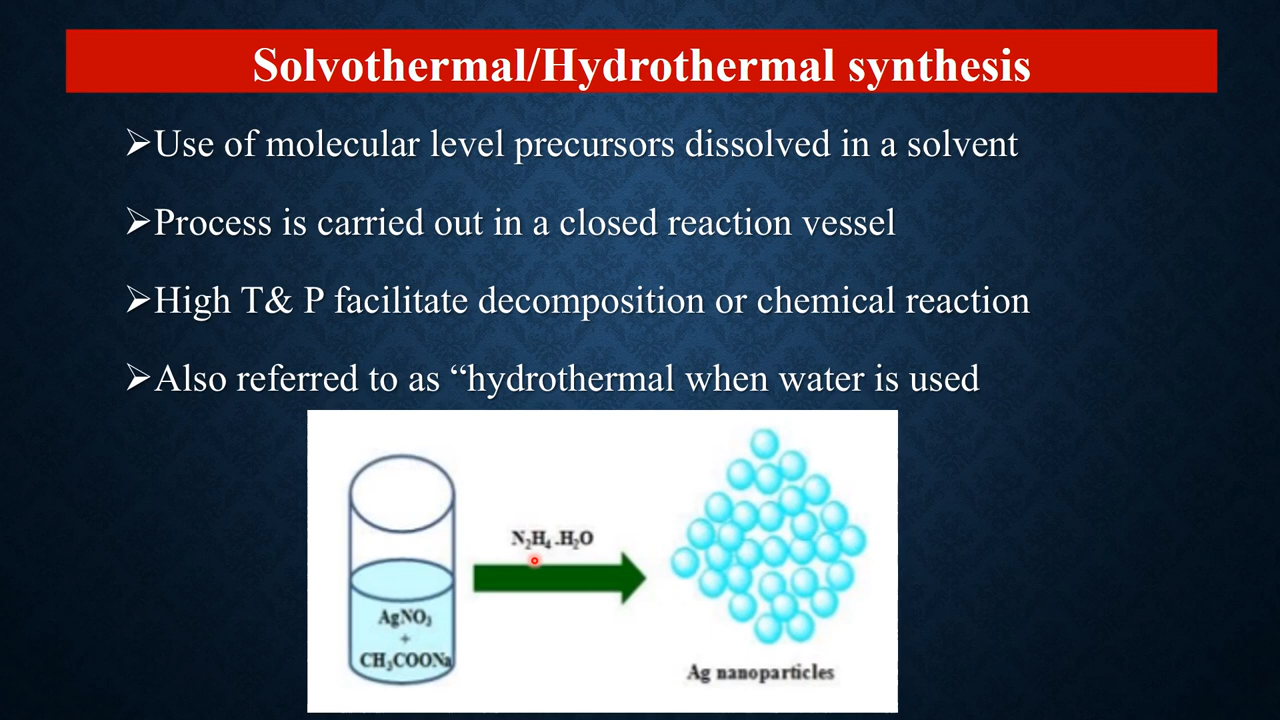 Solvothermal/Hydrothermal synthesis
➢Use of molecular level precursors dissolved in a solvent
➢Process is carried out in a closed reaction vessel
➢High T& P facilitate decomposition or chemical reaction
➢Also referred to as “hydrothermal when water is used
N₂H₄ .H₂O
AgNO₃
+
CH₃COONa
Ag nanoparticles